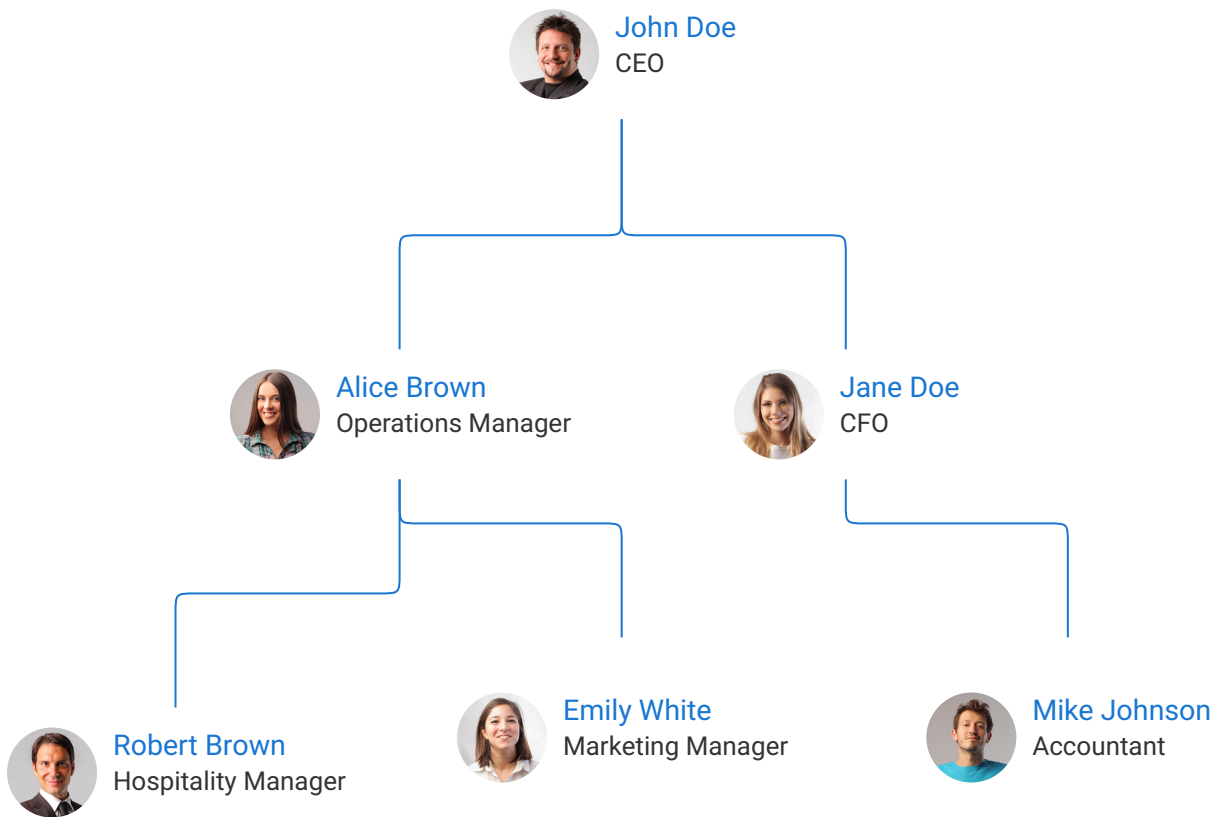 John Doe
CEO
Alice Brown
Operations Manager
Jane Doe
CFO
Robert Brown
Hospitality Manager
Emily White
Marketing Manager
Mike Johnson
Accountant